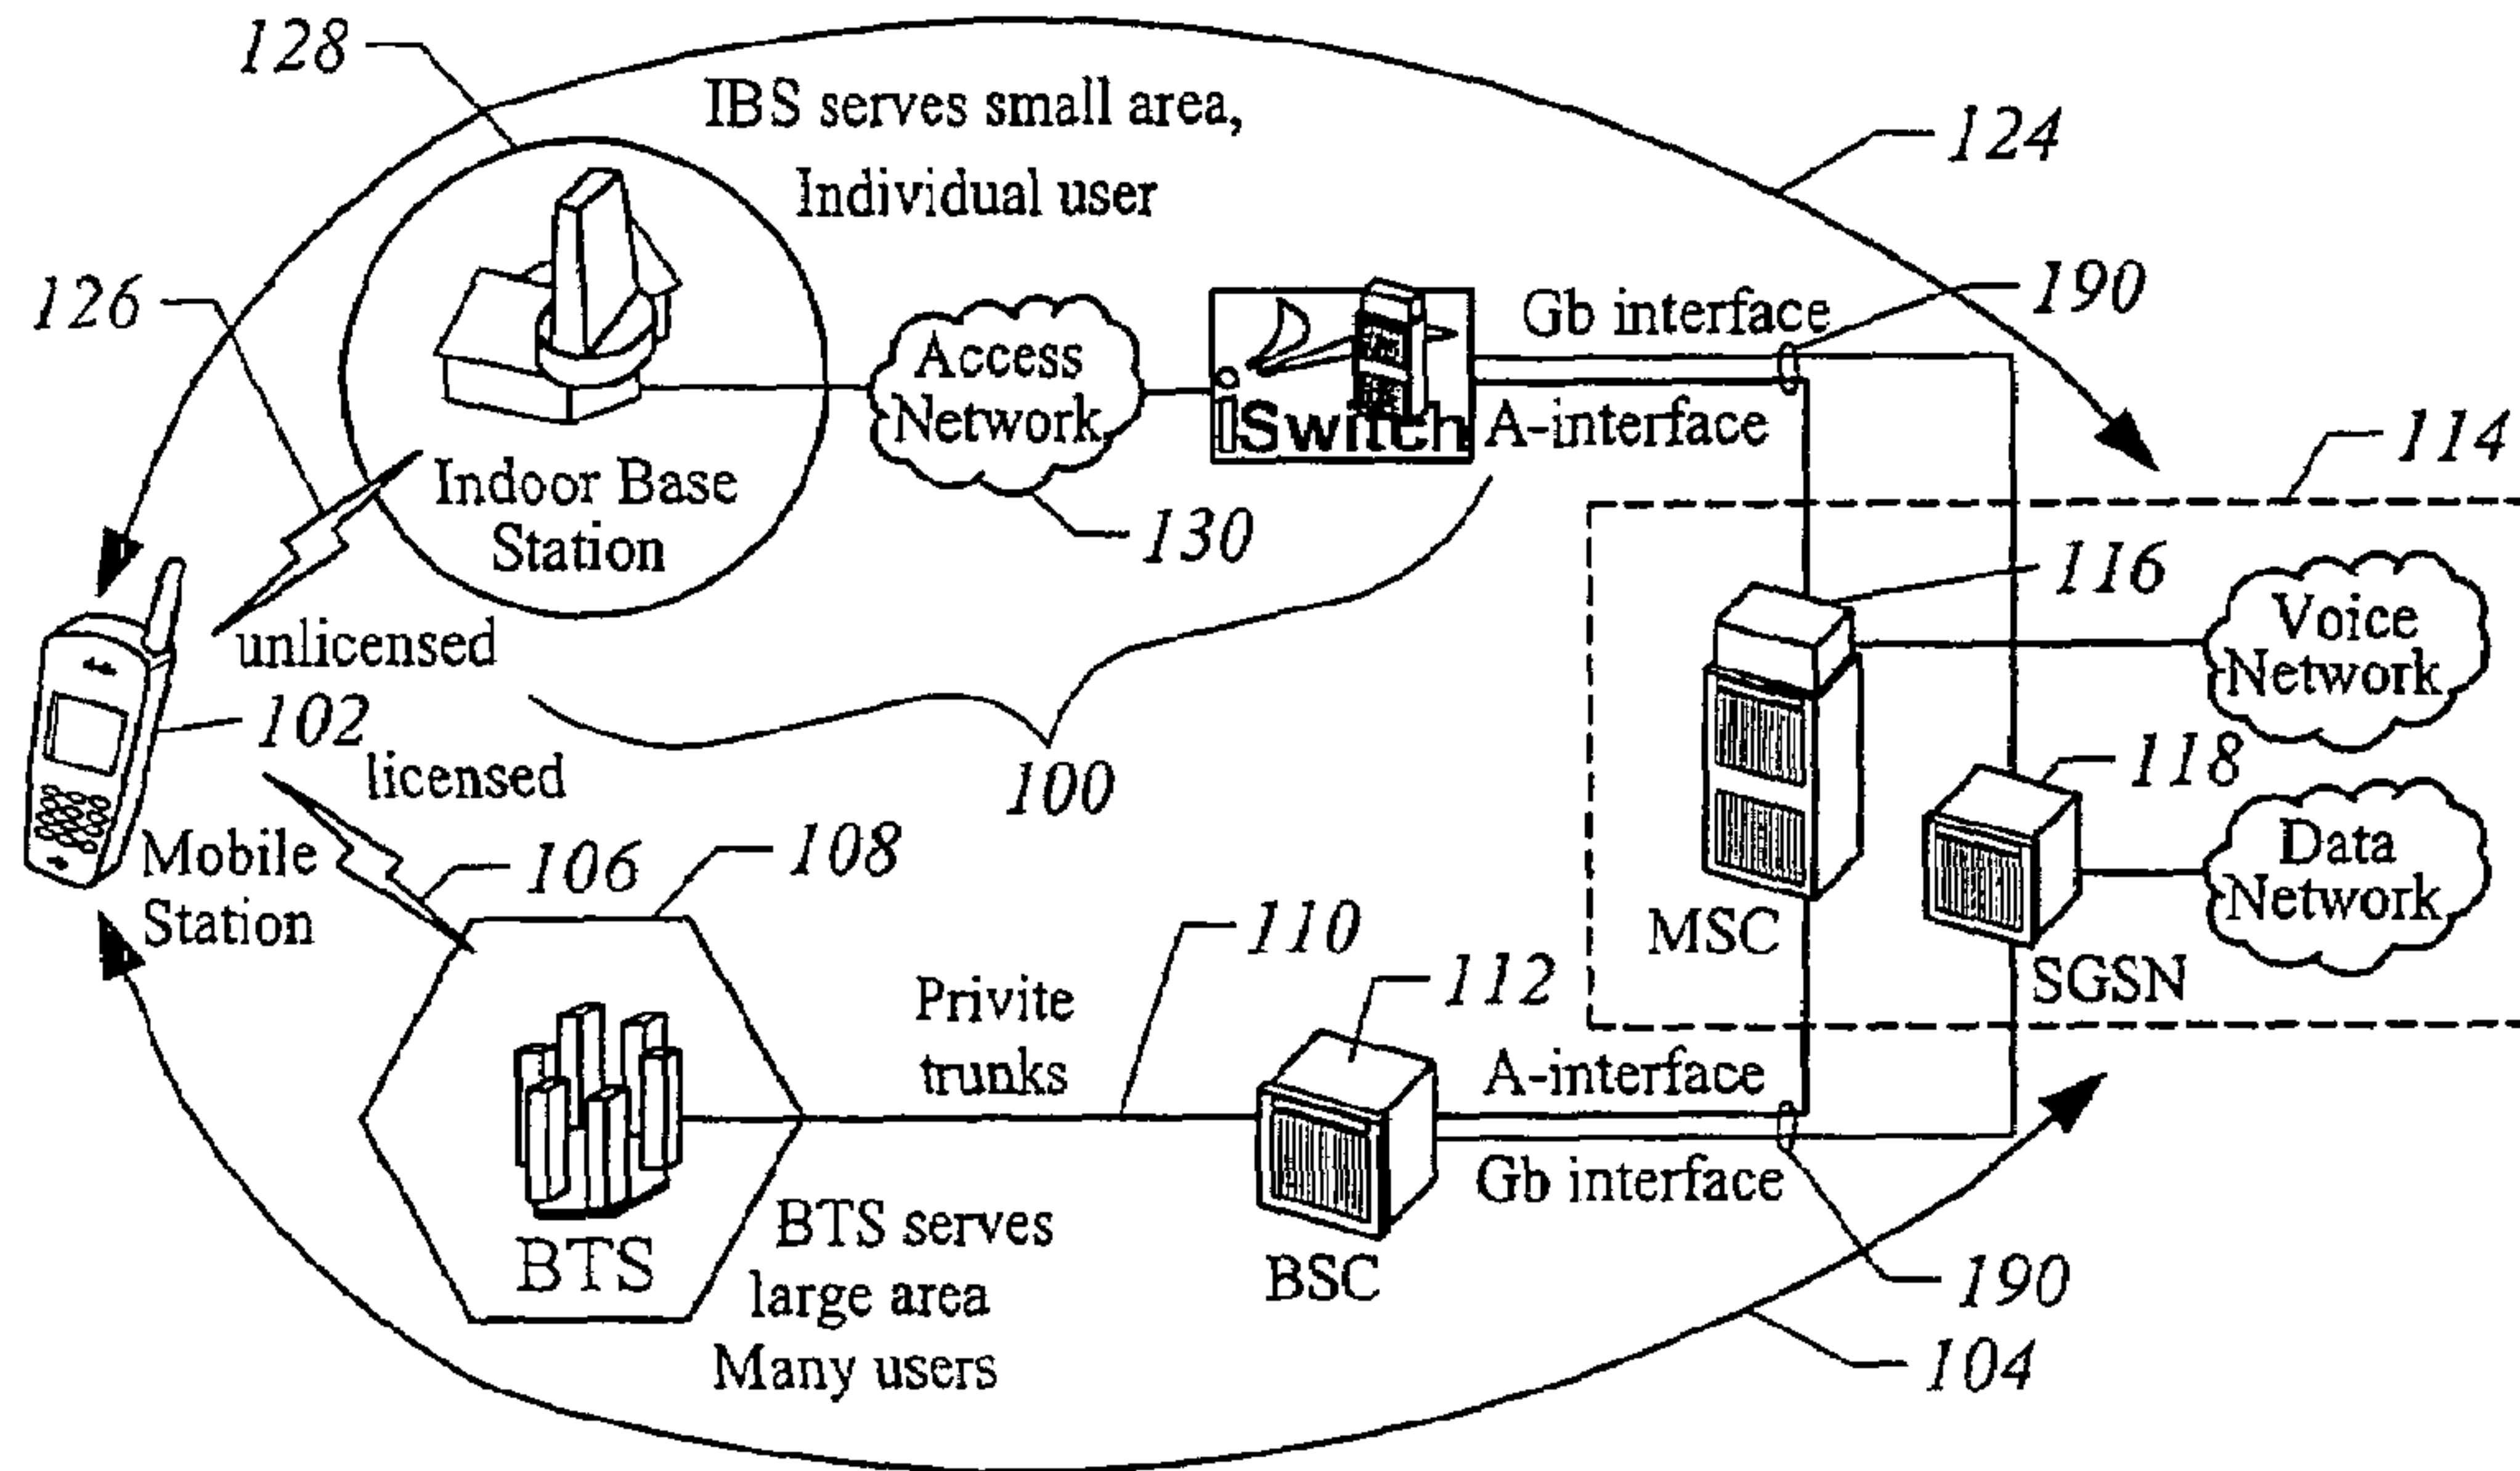 128
IBS serves small area,
Individual user
124
126
190
Gb interface
Access
Network
iSwitch
A-interface
114
Indoor Base
Station
130
116
Voice
Network
unlicensed
102
licensed
100
118
108
Mobile
Station
106
Data
Network
MSC
110
SGSN
Privite
trunks
112
A-interface
Gb interface
BTS serves
large area
Many users
BTS
BSC
190
104